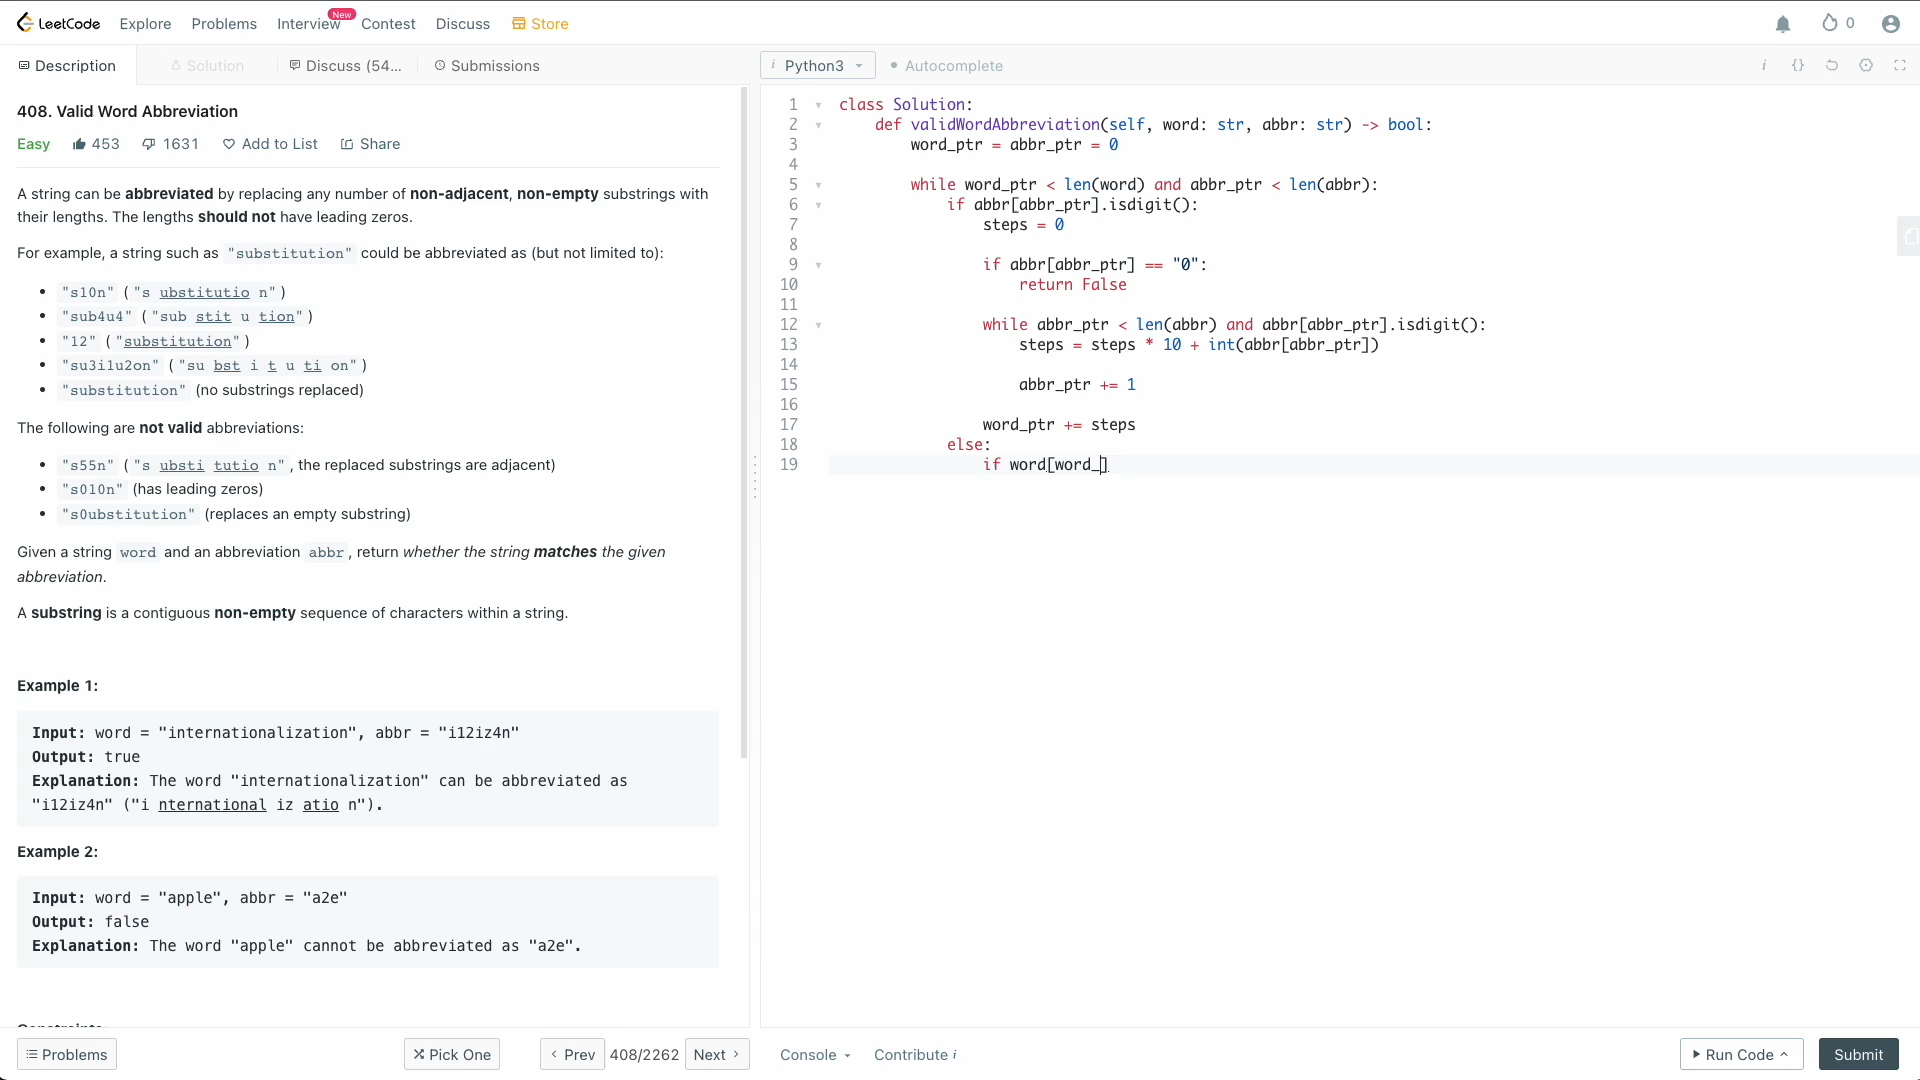 LeetCode Explore Problems Interview New Contest Discuss Store 0
Description Solution Discuss (54... Submissions
408. Valid Word Abbreviation
Easy 453 1631 Add to List Share
A string can be abbreviated by replacing any number of non-adjacent, non-empty substrings with
their lengths. The lengths should not have leading zeros.
For example, a string such as "substitution" could be abbreviated as (but not limited to):
• "s10n" ("s ubstitutio n")
• "sub4u4" ("sub stit u tion")
• "12" ("substitution")
• "su3i1u2on" ("su bst i t u ti on")
• "substitution" (no substrings replaced)
The following are not valid abbreviations:
• "s55n" ("s ubsti tutio n", the replaced substrings are adjacent)
• "s010n" (has leading zeros)
• "s0ubstitution" (replaces an empty substring)
Given a string word and an abbreviation abbr, return whether the string matches the given
abbreviation.
A substring is a contiguous non-empty sequence of characters within a string.
Example 1:
Input: word = "internationalization", abbr = "i12iz4n"
Output: true
Explanation: The word "internationalization" can be abbreviated as
"i12iz4n" ("i nternational iz atio n").
Example 2:
Input: word = "apple", abbr = "a2e"
Output: false
Explanation: The word "apple" cannot be abbreviated as "a2e".
Problems Pick One Prev 408/2262 Next
i Python3 • Autocomplete i {}
1 class Solution:
2     def validWordAbbreviation(self, word: str, abbr: str) -> bool:
3         word_ptr = abbr_ptr = 0
4
5         while word_ptr < len(word) and abbr_ptr < len(abbr):
6             if abbr[abbr_ptr].isdigit():
7                 steps = 0
8
9                 if abbr[abbr_ptr] == "0":
10                     return False
11
12                 while abbr_ptr < len(abbr) and abbr[abbr_ptr].isdigit():
13                     steps = steps * 10 + int(abbr[abbr_ptr])
14
15                     abbr_ptr += 1
16
17                 word_ptr += steps
18             else:
19                 if word[word_]
Console Contribute i Run Code Submit